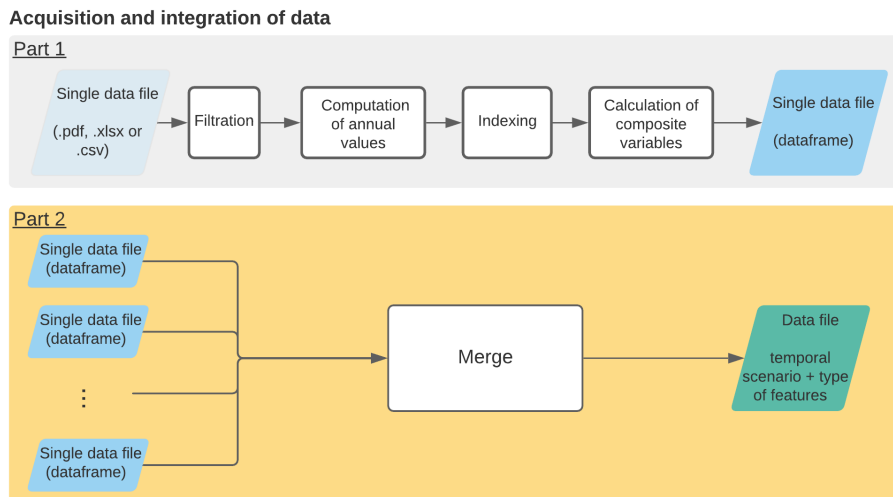 Acquisition and integration of data
Part 1
Single data file
(.pdf, .xlsx or
.csv)
Filtration
Computation
of annual
values
Indexing
Calculation of
composite
variables
Single data file
(dataframe)
Part 2
Single data file
(dataframe)
Single data file
(dataframe)
⋮
Single data file
(dataframe)
Merge
Data file
temporal
scenario + type
of features